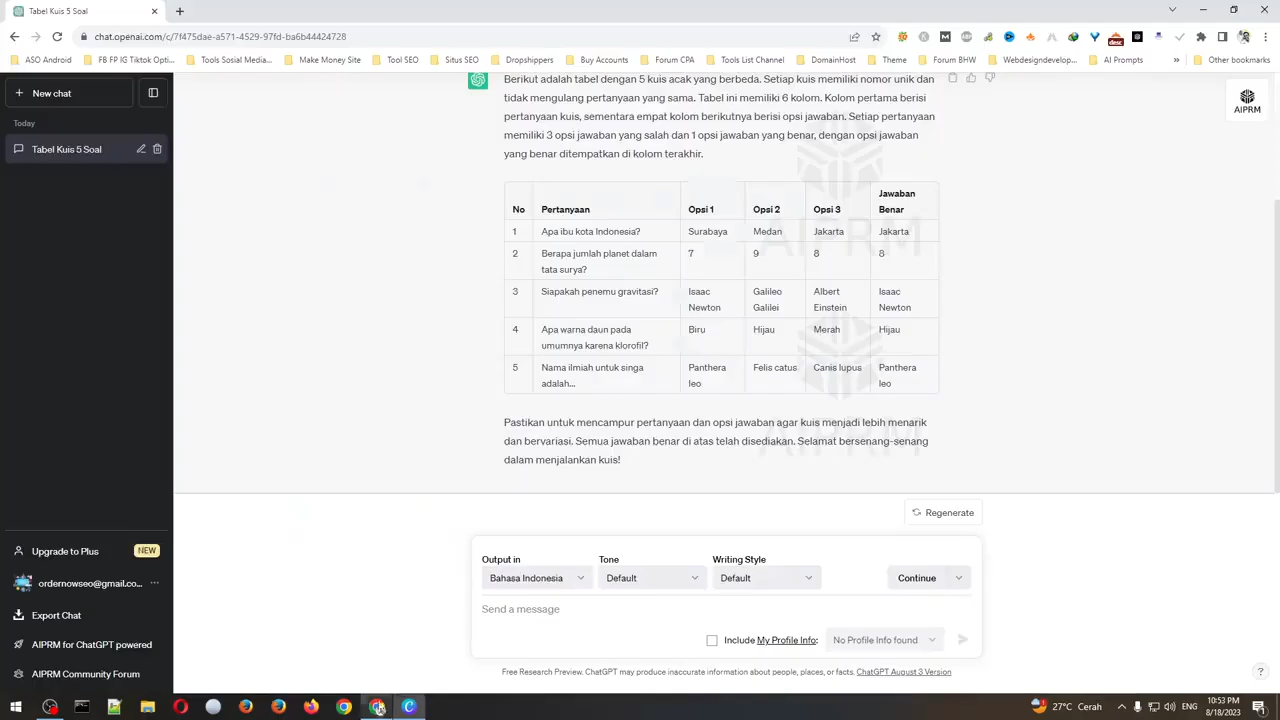 Tabel Kuis 5 Soal
chat.openai.com/c/7f475dae-a571-4529-97fd-ba6b44424728
ASO Android
FB FP IG Tiktok Opti...
Tools Sosial Media...
Make Money Site
Tool SEO
Situs SEO
Dropshippers
Buy Accounts
Forum CPA
Tools List Channel
DomainHost
Theme
Forum BHW
Webdesigndevelop...
AI Prompts
»
Other bookmarks
New chat
Today
Tabel Kuis 5 Soal
Berikut adalah tabel dengan 5 kuis acak yang berbeda. Setiap kuis memiliki nomor unik dan
tidak mengulang pertanyaan yang sama. Tabel ini memiliki 6 kolom. Kolom pertama berisi
pertanyaan kuis, sementara empat kolom berikutnya berisi opsi jawaban. Setiap pertanyaan
memiliki 3 opsi jawaban yang salah dan 1 opsi jawaban yang benar, dengan opsi jawaban
yang benar ditempatkan di kolom terakhir.
AIPRM
No Pertanyaan Opsi 1 Opsi 2 Opsi 3 Jawaban Benar
1 Apa ibu kota Indonesia? Surabaya Medan Jakarta Jakarta
2 Berapa jumlah planet dalam tata surya? 7 9 8 8
3 Siapakah penemu gravitasi? Isaac Newton Galileo Galilei Albert Einstein Isaac Newton
4 Apa warna daun pada umumnya karena klorofil? Biru Hijau Merah Hijau
5 Nama ilmiah untuk singa adalah... Panthera leo Felis catus Canis lupus Panthera leo
AIPRM
AIPRM
Pastikan untuk mencampur pertanyaan dan opsi jawaban agar kuis menjadi lebih menarik
dan bervariasi. Semua jawaban benar di atas telah disediakan. Selamat bersenang-senang
dalam menjalankan kuis!
Regenerate
Output in
Tone
Writing Style
Bahasa Indonesia
Default
Default
Continue
Send a message
Include My Profile Info:
No Profile Info found
Free Research Preview. ChatGPT may produce inaccurate information about people, places, or facts. ChatGPT August 3 Version
?
Upgrade to Plus
NEW
ordernowseo@gmail.co...
Export Chat
AIPRM for ChatGPT powered
AIPRM Community Forum
27°C Cerah
10:53 PM
8/18/2023